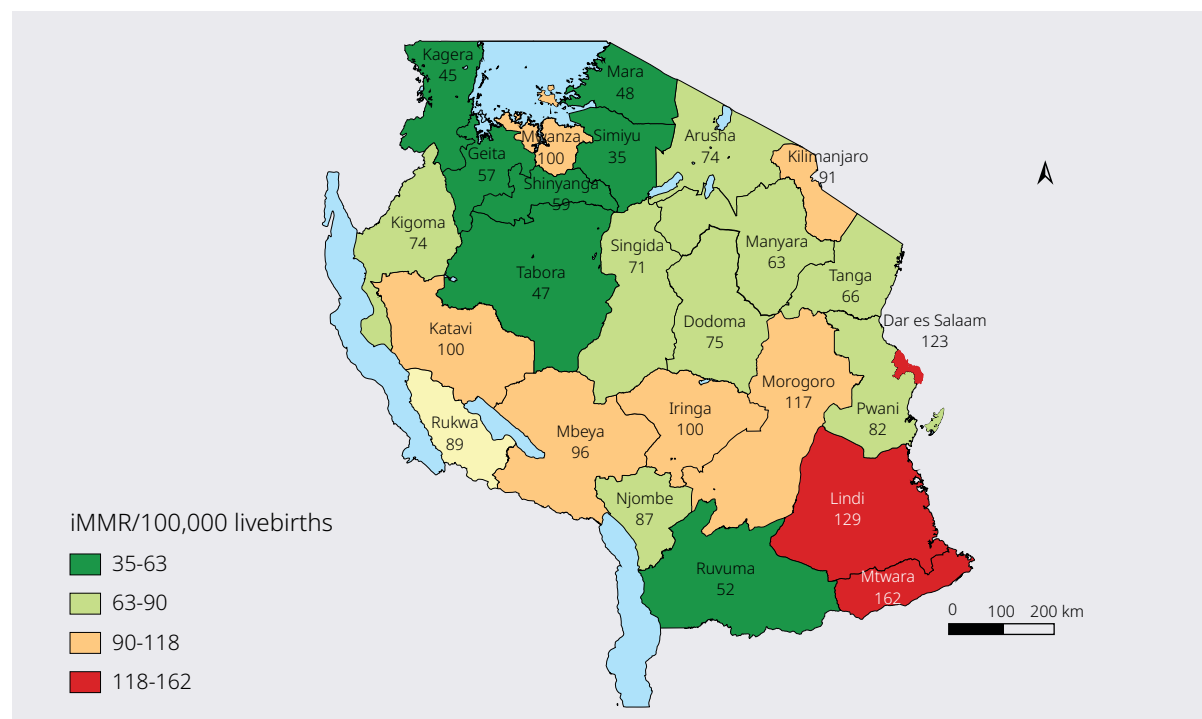 Kagera
45
Mara
48
Mwanza
100
Simiyu
35
Arusha
74
Kilimanjaro
91
Geita
57
Shinyanga
59
Kigoma
74
Tabora
47
Singida
71
Manyara
63
Tanga
66
Katavi
100
Dodoma
75
Dar es Salaam
123
Rukwa
89
Mbeya
96
Iringa
100
Morogoro
117
Pwani
82
Njombe
87
Lindi
129
Ruvuma
52
Mtwara
162
iMMR/100,000 livebirths
35-63
63-90
90-118
118-162
0 100 200 km